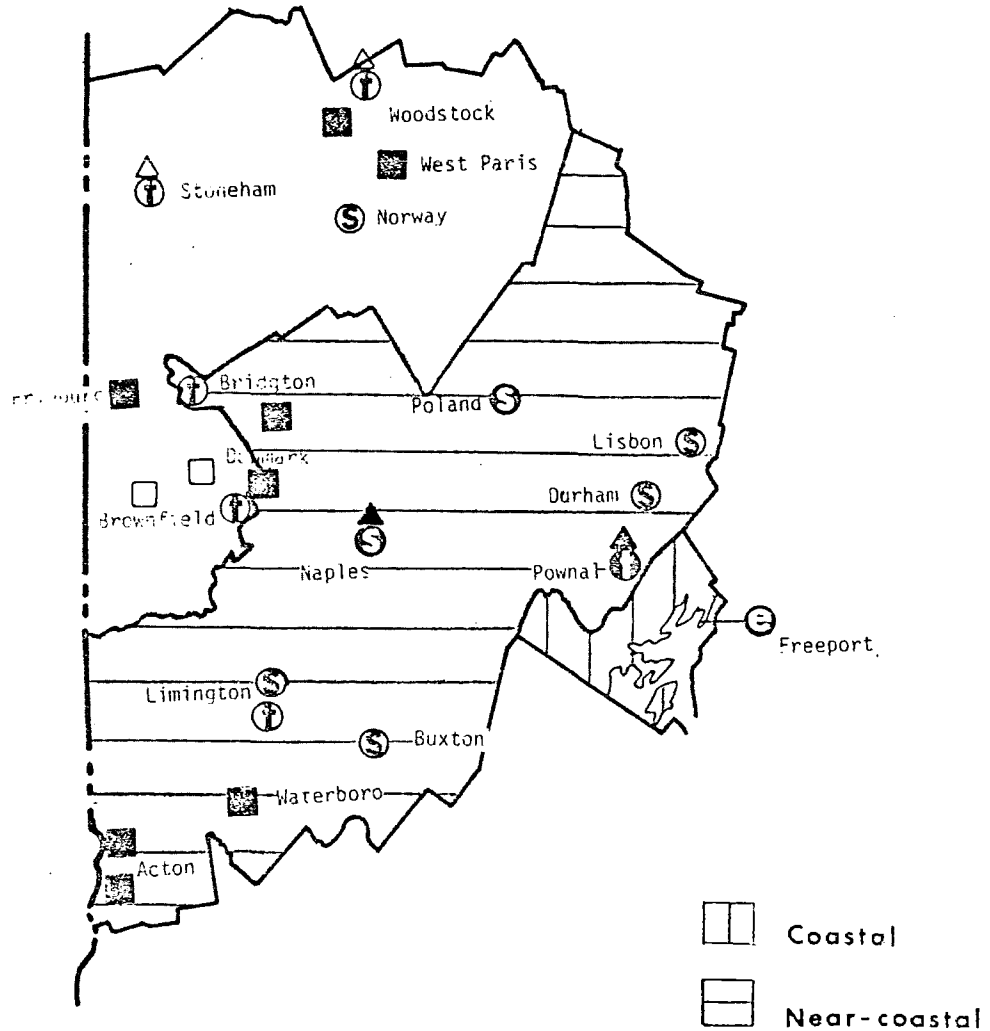 Woodstock
West Paris
Stoneham
S Norway
Bridgton
Poland S
Lisbon S
Durham S
Brownfield
S
Naples
Pownal
e
Freeport
Limington S
S Buxton
Waterboro
Acton
Coastal
Near-coastal